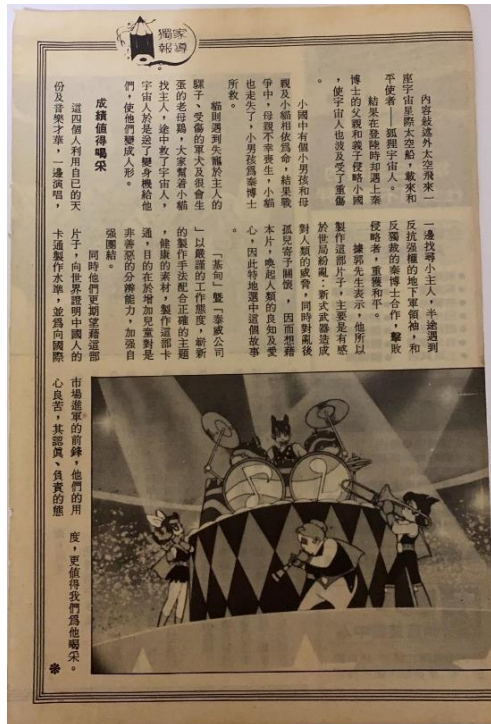 獨家報導
內容敍述外太空飛來一
座宇宙星際太空船，載來和
平使者——狐狸宇宙人。
結果在登陸時却遇上秦
博士的父親和義子侵略小國
，使宇宙人也波及受了重傷
。
小國中有個小男孩和母
親及小貓相依爲命，結果戰
爭中，母親不幸喪生，小貓
也走失了，小男孩爲秦博士
所救。
貓則遇到失寵於主人的
騾子、受傷的軍犬及很會生
蛋的老母鷄，大家幫着小貓
找主人，途中救了宇宙人，
宇宙人於是送了變身機給他
們，使他們變成人形。
成績值得喝采
這四個人利用自已的天
份及音樂才華，一邊演唱，
一邊找尋小主人，半途遇到
反抗强權的地下軍領袖，和
反獨裁的秦博士合作，擊敗
侵略者，重獲和平。
據郭先生表示，他所以
製作這部片子，主要是有感
於世局紛亂：新式武器造成
對人類的威脅，同時對亂後
孤兒寄予關懷，因而想藉
本片，喚起人類的良知及愛
心，因此特地選中這個故事
。
「基甸」曁「泰威公司
」以嚴謹的工作態度，嶄新
的製作手法配合正確的主題
，健康的素材，製作這部卡
通，目的在於增加兒童對是
非善惡的分辨能力，加强自
强團結。
同時他們更期望藉這部
片子，向世界證明中國人的
卡通製作水準，並爲向國際
市場進軍的前鋒，他們的用
心良苦，其認眞、負責的態
度，更值得我們爲他喝采。